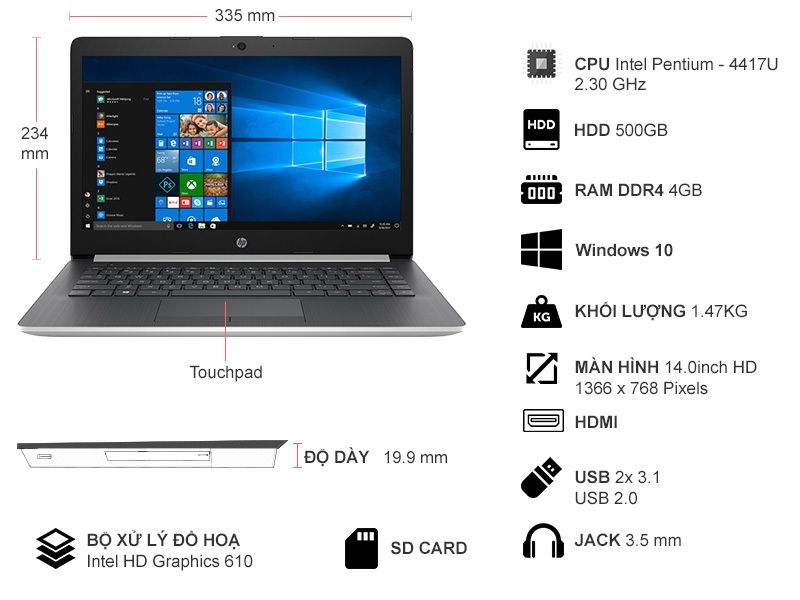 335 mm
234
mm
hp
Touchpad
ĐỘ DÀY 19.9 mm
CPU Intel Pentium - 4417U
2.30 GHz
HDD
HDD 500GB
RAM DDR4 4GB
Windows 10
KG
KHỐI LƯỢNG 1.47KG
MÀN HÌNH 14.0inch HD
1366 x 768 Pixels
HDMI
USB 2x 3.1
USB 2.0
BỘ XỬ LÝ ĐỒ HOẠ
Intel HD Graphics 610
SD CARD
JACK 3.5 mm